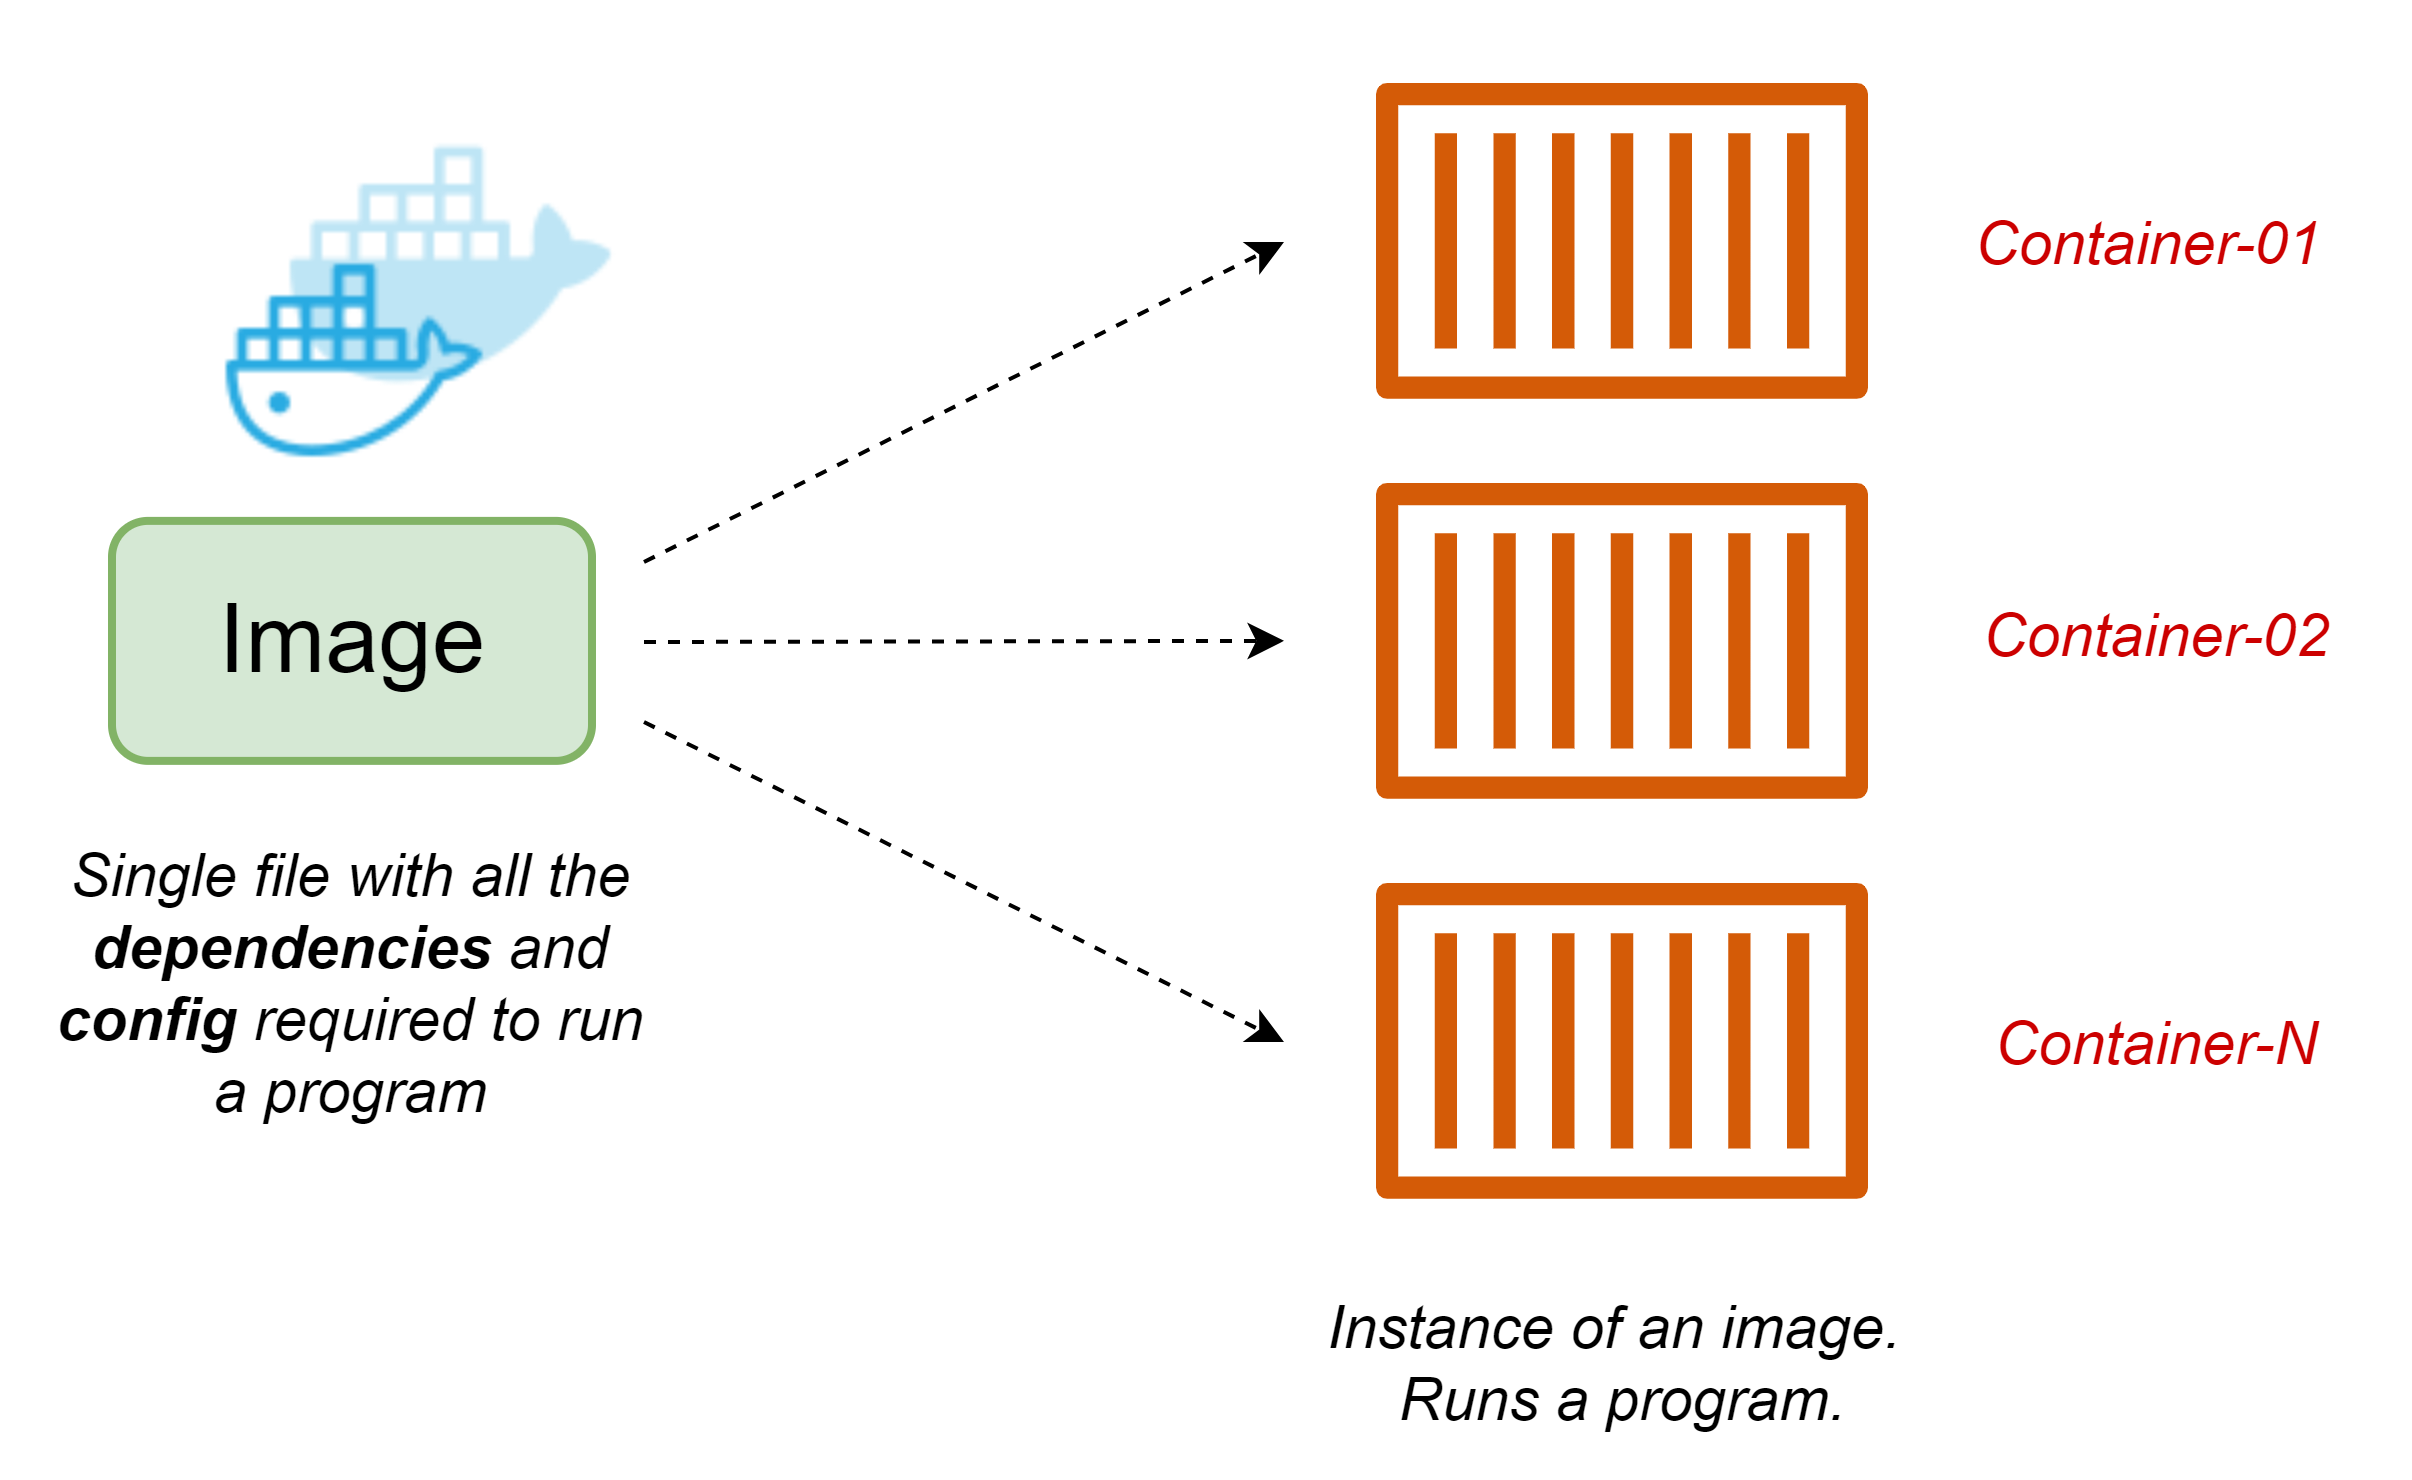 Image
Single file with all the
dependencies and
config required to run
a program
Container-01
Container-02
Container-N
Instance of an image.
Runs a program.